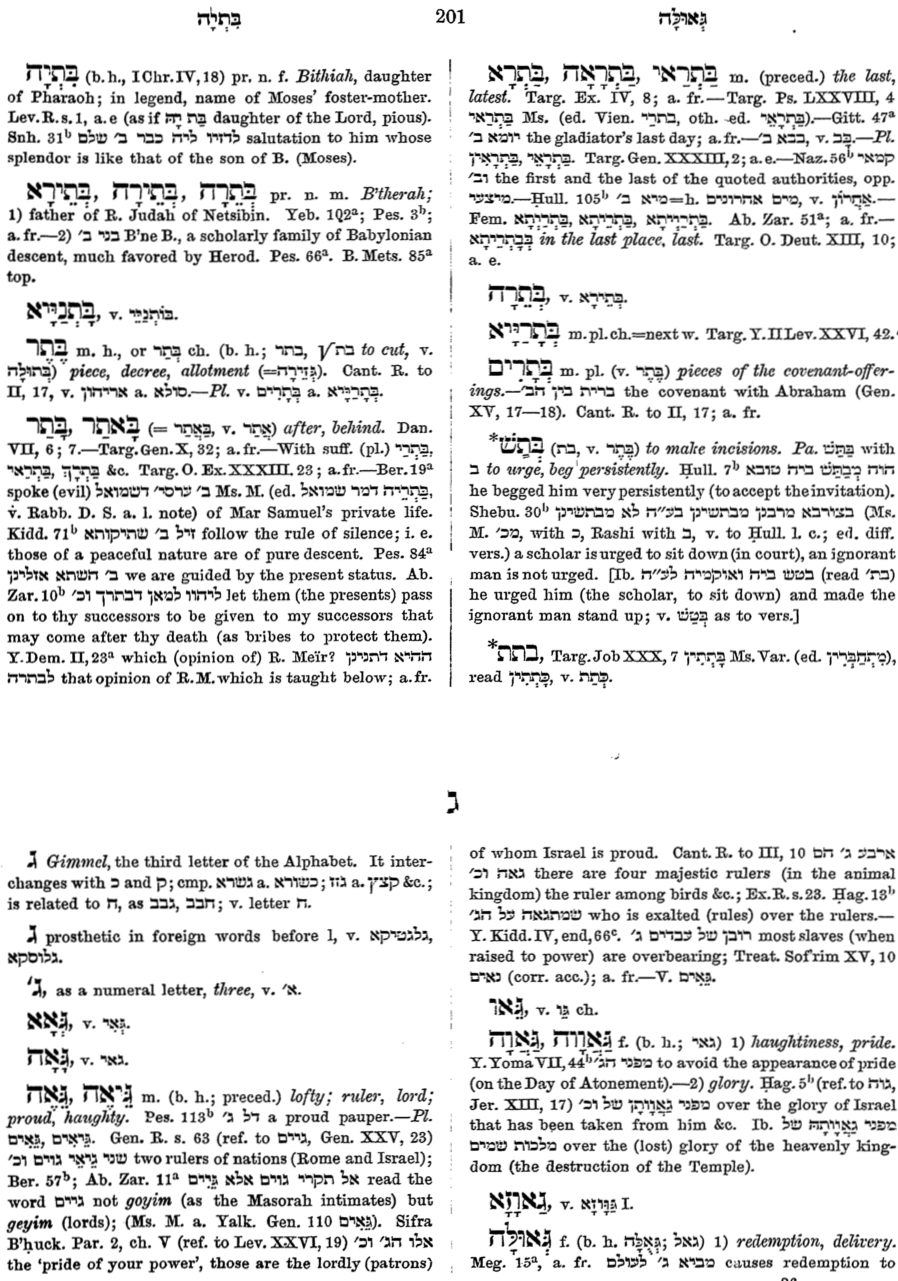 בִּתְיָה 201 גְּאוּלָּה
בִּתְיָה (b. h., I Chr. IV, 18) pr. n. f. Bithiah, daughter
of Pharaoh; in legend, name of Moses' foster-mother.
Lev. R. s. 1, a. e (as if בַּת יָהּ daughter of the Lord, pious).
Snh. 31ᵇ לדזיו ליה כבר ב׳ שלם salutation to him whose
splendor is like that of the son of B. (Moses).
בְּתֵרָה, בְּתֵירָה, בְּתֵירָא pr. n. m. B'therah;
1) father of R. Judah of Netsibin. Yeb. 102ᵃ; Pes. 3ᵇ;
a. fr.—2) בני ב׳ B'ne B., a scholarly family of Babylonian
descent, much favored by Herod. Pes. 66ᵃ. B. Mets. 85ᵃ
top.
בָּתְנַיָּיא, v. בּוֹתְנַיֵּי.
בֶּתֶר m. h., or בְּתַר ch. (b. h.; בתר, √בת to cut, v.
בְּתוּלָה) piece, decree, allotment (=גְּזֵירָה). Cant. R. to
II, 17, v. אריחון a. סולא.—Pl. v. בְּתָרִים a. בְּתָרַיָּיא.
בָּתַר, בָּאתַר (= בַּאֲתַר, v. אֲתַר) after, behind. Dan.
VII, 6; 7.—Targ. Gen. X, 32; a. fr.—With suff. (pl.) בַּתְרַי,
בַּתְרָךְ, בַּתְרָאי &c. Targ. O. Ex. XXXIII. 23; a. fr.—Ber. 19ᵃ
spoke (evil) ב׳ ערסי׳ דשמואל Ms. M. (ed. בַּתְרֵיהּ דמר שמואל,
v. Rabb. D. S. a. l. note) of Mar Samuel's private life.
Kidd. 71ᵇ זיל ב׳ שתיקותא follow the rule of silence; i. e.
those of a peaceful nature are of pure descent. Pes. 84ᵃ
ב׳ השתא אזלינן we are guided by the present status. Ab.
Zar. 10ᵇ ליהוו למאן דבתרך וכ׳ let them (the presents) pass
on to thy successors to be given to my successors that
may come after thy death (as bribes to protect them).
Y. Dem. II, 23ᵃ which (opinion of) R. Meïr? ההיא דתנינן
לבתרה that opinion of R. M. which is taught below; a. fr.
בַּתְרָא, בַּתְרָאָה, בַּתְרַאי m. (preced.) the last,
latest. Targ. Ex. IV, 8; a. fr.—Targ. Ps. LXXVIII, 4
בַּתְרָאֵי Ms. (ed. Vien. בתרי, oth. ed. בַּתְרָאֵי).—Gitt. 47ᵃ
יומא ב׳ the gladiator's last day; a. fr.—בבא ב׳, v. בָּב.—Pl.
בַּתְרָאֵי, בַּתְרָאִין. Targ. Gen. XXXIII, 2; a. e.—Naz. 56ᵇ קמאי
וב׳ the first and the last of the quoted authorities, opp.
מיצעי.—Ḥull. 105ᵇ מיא ב׳=h. מים אחרונים, v. אַחֲרוֹן.—
Fem. בַּתְרַיְיתָא, בַּתְרֵיתָא, בַּתְרָיְתָא. Ab. Zar. 51ᵃ; a. fr.—
בְּבַתְרַיְתָא in the last place, last. Targ. O. Deut. XIII, 10;
a. e.
בְּתֵרָה, v. בְּתֵירָא.
בְּתָרַיָּיא m. pl. ch.=next w. Targ. Y. II Lev. XXVI, 42.
בְּתָרִים m. pl. (v. בֶּתֶר) pieces of the covenant-offer-
ings.—ברית בין הב׳ the covenant with Abraham (Gen.
XV, 17—18). Cant. R. to II, 17; a. fr.
*בְּתַשׁ (בת, v. בֶּתֶר) to make incisions. Pa. בַּתֵּשׁ with
ב to urge, beg persistently. Ḥull. 7ᵇ הוה מְבַתֵּשׁ ביה טובא
he begged him very persistently (to accept the invitation).
Shebu. 30ᵇ בצורבא מרבנן מבתשינן בע״ה לא מבתשינן (Ms.
M. מכ׳, with כ, Rashi with ב, v. to Ḥull. l. c.; ed. diff.
vers.) a scholar is urged to sit down (in court), an ignorant
man is not urged. [Ib. בטש ביה ואוקמיה לע״ה (read בת׳)
he urged him (the scholar, to sit down) and made the
ignorant man stand up; v. בְּטַשׁ as to vers.]
*בתת, Targ. Job XXX, 7 בָּתְתִין Ms. Var. (ed. מִתְחַבְּרִין),
read כָּתְתִין, v. כְּתַת.
ג
ג Gimmel, the third letter of the Alphabet. It inter-
changes with כ and ק; cmp. גשרא a. כשורא; גזז a. קצץ &c.;
is related to ח, as גבב, חבב; v. letter ח.
ג prosthetic in foreign words before l, v. גלגטיקא,
גלוסקא.
ג׳, as a numeral letter, three, v. א׳.
גָּאָא, v. גְּאֵי.
גָּאָה, v. גאי.
גֵּאֶה, גֵּיאֶה m. (b. h.; preced.) lofty; ruler, lord;
proud, haughty. Pes. 113ᵇ דל ג׳ a proud pauper.—Pl.
גֵּאִים, גֵּיאִים. Gen. R. s. 63 (ref. to גויים, Gen. XXV, 23)
שני גֵיאֵי גוים וכ׳ two rulers of nations (Rome and Israel);
Ber. 57ᵇ; Ab. Zar. 11ᵃ אל תקרי גוים אלא גֵּיִים read the
word גויים not goyim (as the Masorah intimates) but
geyim (lords); (Ms. M. a. Yalk. Gen. 110 גֵּאִים). Sifra
B'ḥuck. Par. 2, ch. V (ref. to Lev. XXVI, 19) אלו הג׳ וכ׳
the 'pride of your power', those are the lordly (patrons)
of whom Israel is proud. Cant. R. to III, 10 ארבע ג׳ הם
גאה וכ׳ there are four majestic rulers (in the animal
kingdom) the ruler among birds &c.; Ex. R. s. 23. Ḥag. 13ᵇ
שמתגאה על הג׳ who is exalted (rules) over the rulers.—
Y. Kidd. IV, end, 66ᶜ. רובן של עבדים ג׳ most slaves (when
raised to power) are overbearing; Treat. Sof'rim XV, 10
נאים (corr. acc.); a. fr.—V. גֵּאִים.
גֵּאוּ, v. גֵּו ch.
גַּאֲוָה, גַּאֲווָה f. (b. h.; גאי) 1) haughtiness, pride.
Y. Yoma VII, 44ᵇ מפני הג׳ to avoid the appearance of pride
(on the Day of Atonement).—2) glory. Hag. 5ᵇ (ref. to גוה,
Jer. XIII, 17) מפני גַּאֲוָותָן של וכ׳ over the glory of Israel
that has been taken from him &c. Ib. מפני גַּאֲוָותָהּ של
מלכות שמים over the (lost) glory of the heavenly king-
dom (the destruction of the Temple).
גַּאֲוָזָא, v. גַּוָּוזָא I.
גְּאוּלָּה f. (b. h. גְּאֻלָּה; גאל) 1) redemption, delivery.
Meg. 15ᵃ, a. fr. מביא ג׳ לעולם causes redemption to